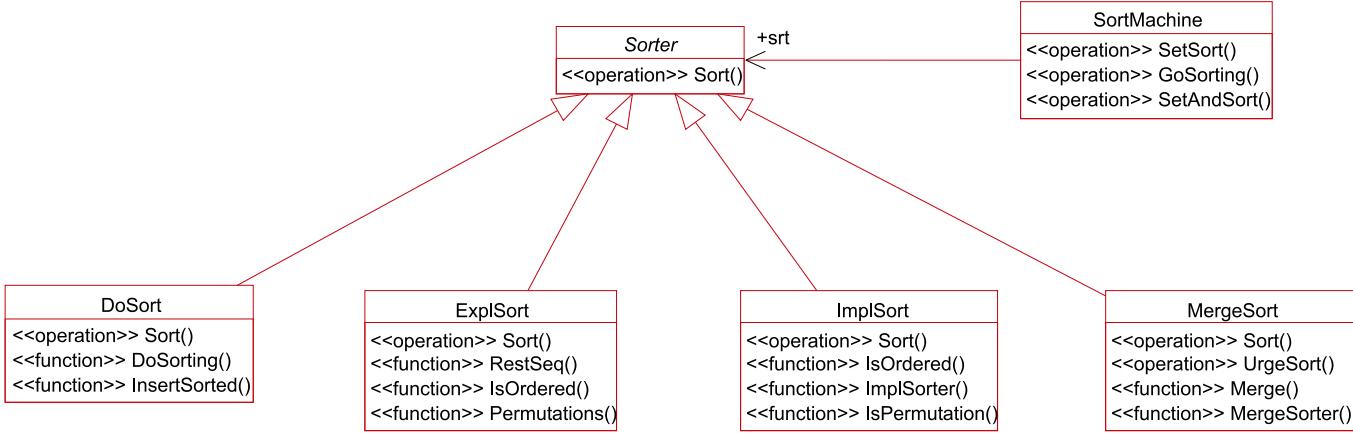 Sorter
<<operation>> Sort()
+srt
SortMachine
<<operation>> SetSort()
<<operation>> GoSorting()
<<operation>> SetAndSort()
DoSort
<<operation>> Sort()
<<function>> DoSorting()
<<function>> InsertSorted()
ExplSort
<<operation>> Sort()
<<function>> RestSeq()
<<function>> IsOrdered()
<<function>> Permutations()
ImplSort
<<operation>> Sort()
<<function>> IsOrdered()
<<function>> ImplSorter()
<<function>> IsPermutation()
MergeSort
<<operation>> Sort()
<<operation>> UrgeSort()
<<function>> Merge()
<<function>> MergeSorter()